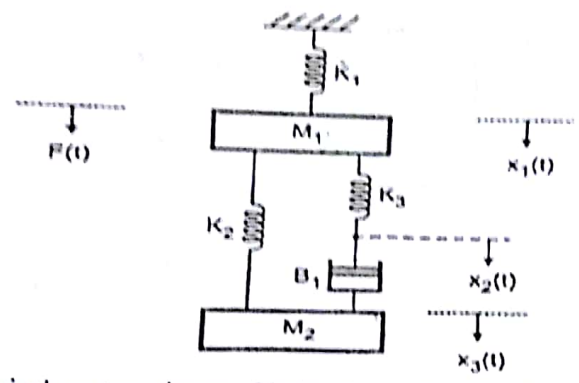 K₁
M₁
F(t)
x₁(t)
K₂
K₃
B₁
x₂(t)
M₂
x₃(t)